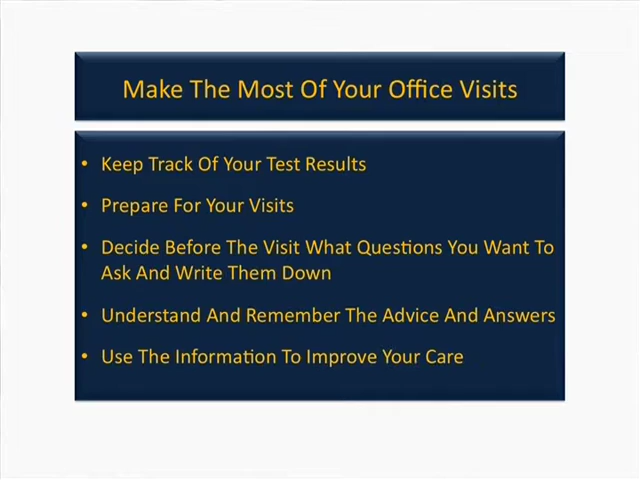 Make The Most Of Your Office Visits
• Keep Track Of Your Test Results
• Prepare For Your Visits
• Decide Before The Visit What Questions You Want To
Ask And Write Them Down
• Understand And Remember The Advice And Answers
• Use The Information To Improve Your Care